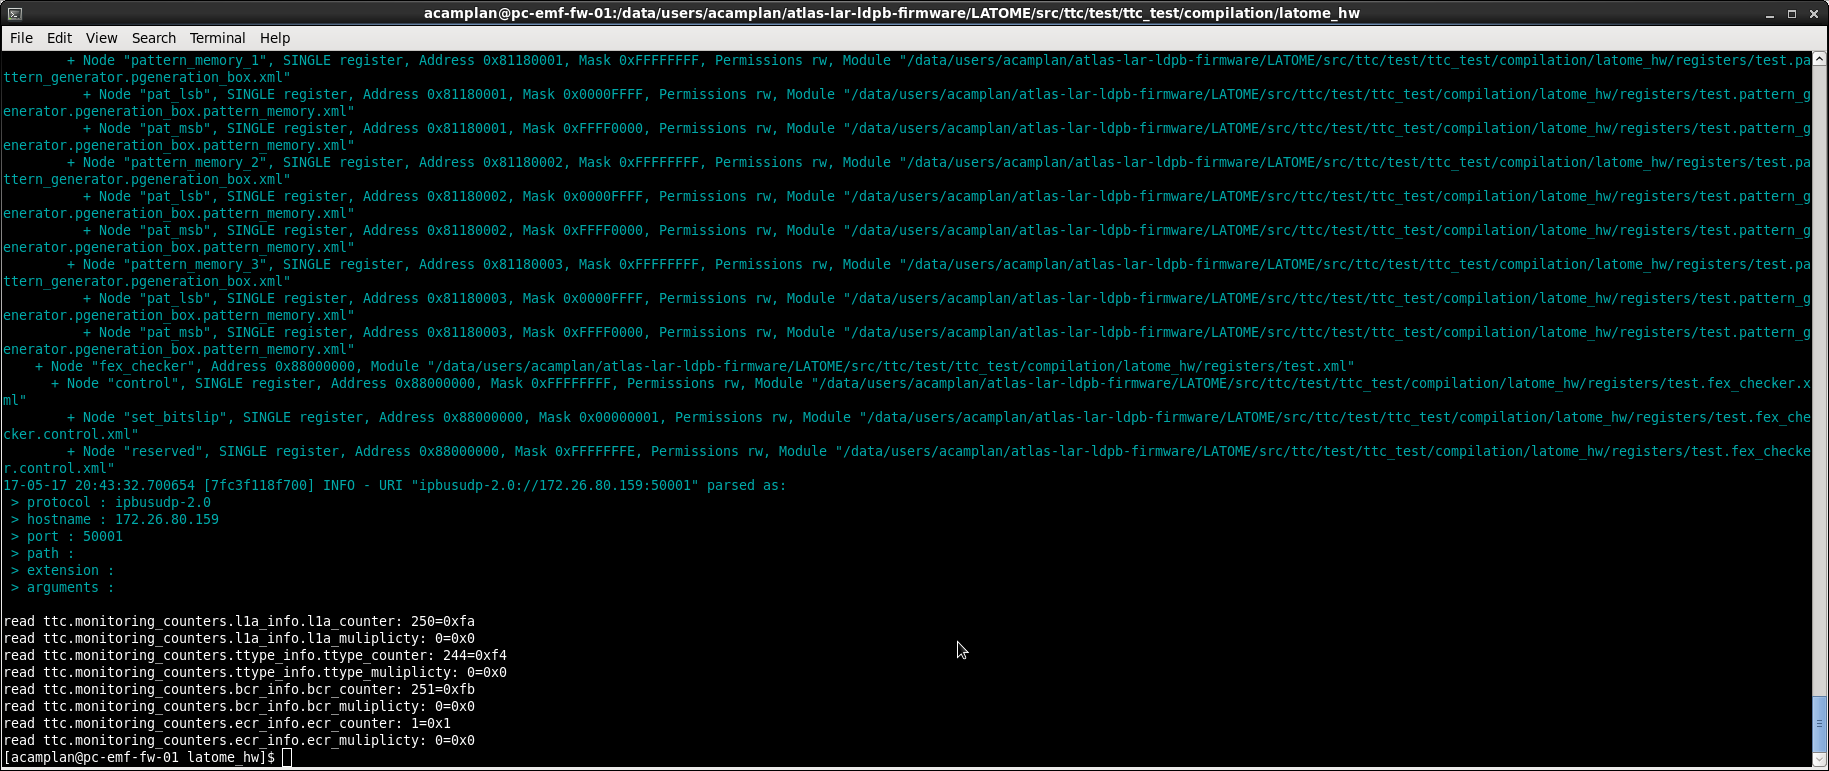 acamplan@pc-emf-fw-01:/data/users/acamplan/atlas-lar-ldpb-firmware/LATOME/src/ttc/test/ttc_test/compilation/latome_hw
File Edit View Search Terminal Help
+ Node "pattern_memory_1", SINGLE register, Address 0x81180001, Mask 0xFFFFFFFF, Permissions rw, Module "/data/users/acamplan/atlas-lar-ldpb-firmware/LATOME/src/ttc/test/ttc_test/compilation/latome_hw/registers/test.pa
ttern_generator.pgeneration_box.xml"
+ Node "pat_lsb", SINGLE register, Address 0x81180001, Mask 0x0000FFFF, Permissions rw, Module "/data/users/acamplan/atlas-lar-ldpb-firmware/LATOME/src/ttc/test/ttc_test/compilation/latome_hw/registers/test.pattern_g
enerator.pgeneration_box.pattern_memory.xml"
+ Node "pat_msb", SINGLE register, Address 0x81180001, Mask 0xFFFF0000, Permissions rw, Module "/data/users/acamplan/atlas-lar-ldpb-firmware/LATOME/src/ttc/test/ttc_test/compilation/latome_hw/registers/test.pattern_g
enerator.pgeneration_box.pattern_memory.xml"
+ Node "pattern_memory_2", SINGLE register, Address 0x81180002, Mask 0xFFFFFFFF, Permissions rw, Module "/data/users/acamplan/atlas-lar-ldpb-firmware/LATOME/src/ttc/test/ttc_test/compilation/latome_hw/registers/test.pa
ttern_generator.pgeneration_box.xml"
+ Node "pat_lsb", SINGLE register, Address 0x81180002, Mask 0x0000FFFF, Permissions rw, Module "/data/users/acamplan/atlas-lar-ldpb-firmware/LATOME/src/ttc/test/ttc_test/compilation/latome_hw/registers/test.pattern_g
enerator.pgeneration_box.pattern_memory.xml"
+ Node "pat_msb", SINGLE register, Address 0x81180002, Mask 0xFFFF0000, Permissions rw, Module "/data/users/acamplan/atlas-lar-ldpb-firmware/LATOME/src/ttc/test/ttc_test/compilation/latome_hw/registers/test.pattern_g
enerator.pgeneration_box.pattern_memory.xml"
+ Node "pattern_memory_3", SINGLE register, Address 0x81180003, Mask 0xFFFFFFFF, Permissions rw, Module "/data/users/acamplan/atlas-lar-ldpb-firmware/LATOME/src/ttc/test/ttc_test/compilation/latome_hw/registers/test.pa
ttern_generator.pgeneration_box.xml"
+ Node "pat_lsb", SINGLE register, Address 0x81180003, Mask 0x0000FFFF, Permissions rw, Module "/data/users/acamplan/atlas-lar-ldpb-firmware/LATOME/src/ttc/test/ttc_test/compilation/latome_hw/registers/test.pattern_g
enerator.pgeneration_box.pattern_memory.xml"
+ Node "pat_msb", SINGLE register, Address 0x81180003, Mask 0xFFFF0000, Permissions rw, Module "/data/users/acamplan/atlas-lar-ldpb-firmware/LATOME/src/ttc/test/ttc_test/compilation/latome_hw/registers/test.pattern_g
enerator.pgeneration_box.pattern_memory.xml"
+ Node "fex_checker", Address 0x88000000, Module "/data/users/acamplan/atlas-lar-ldpb-firmware/LATOME/src/ttc/test/ttc_test/compilation/latome_hw/registers/test.xml"
+ Node "control", SINGLE register, Address 0x88000000, Mask 0xFFFFFFFF, Permissions rw, Module "/data/users/acamplan/atlas-lar-ldpb-firmware/LATOME/src/ttc/test/ttc_test/compilation/latome_hw/registers/test.fex_checker.x
ml"
+ Node "set_bitslip", SINGLE register, Address 0x88000000, Mask 0x00000001, Permissions rw, Module "/data/users/acamplan/atlas-lar-ldpb-firmware/LATOME/src/ttc/test/ttc_test/compilation/latome_hw/registers/test.fex_che
cker.control.xml"
+ Node "reserved", SINGLE register, Address 0x88000000, Mask 0xFFFFFFFE, Permissions rw, Module "/data/users/acamplan/atlas-lar-ldpb-firmware/LATOME/src/ttc/test/ttc_test/compilation/latome_hw/registers/test.fex_checke
r.control.xml"
17-05-17 20:43:32.700654 [7fc3f118f700] INFO - URI "ipbusudp-2.0://172.26.80.159:50001" parsed as:
> protocol : ipbusudp-2.0
> hostname : 172.26.80.159
> port : 50001
> path :
> extension :
> arguments :
read ttc.monitoring_counters.l1a_info.l1a_counter: 250=0xfa
read ttc.monitoring_counters.l1a_info.l1a_muliplicty: 0=0x0
read ttc.monitoring_counters.ttype_info.ttype_counter: 244=0xf4
read ttc.monitoring_counters.ttype_info.ttype_muliplicty: 0=0x0
read ttc.monitoring_counters.bcr_info.bcr_counter: 251=0xfb
read ttc.monitoring_counters.bcr_info.bcr_muliplicty: 0=0x0
read ttc.monitoring_counters.ecr_info.ecr_counter: 1=0x1
read ttc.monitoring_counters.ecr_info.ecr_muliplicty: 0=0x0
[acamplan@pc-emf-fw-01 latome_hw]$